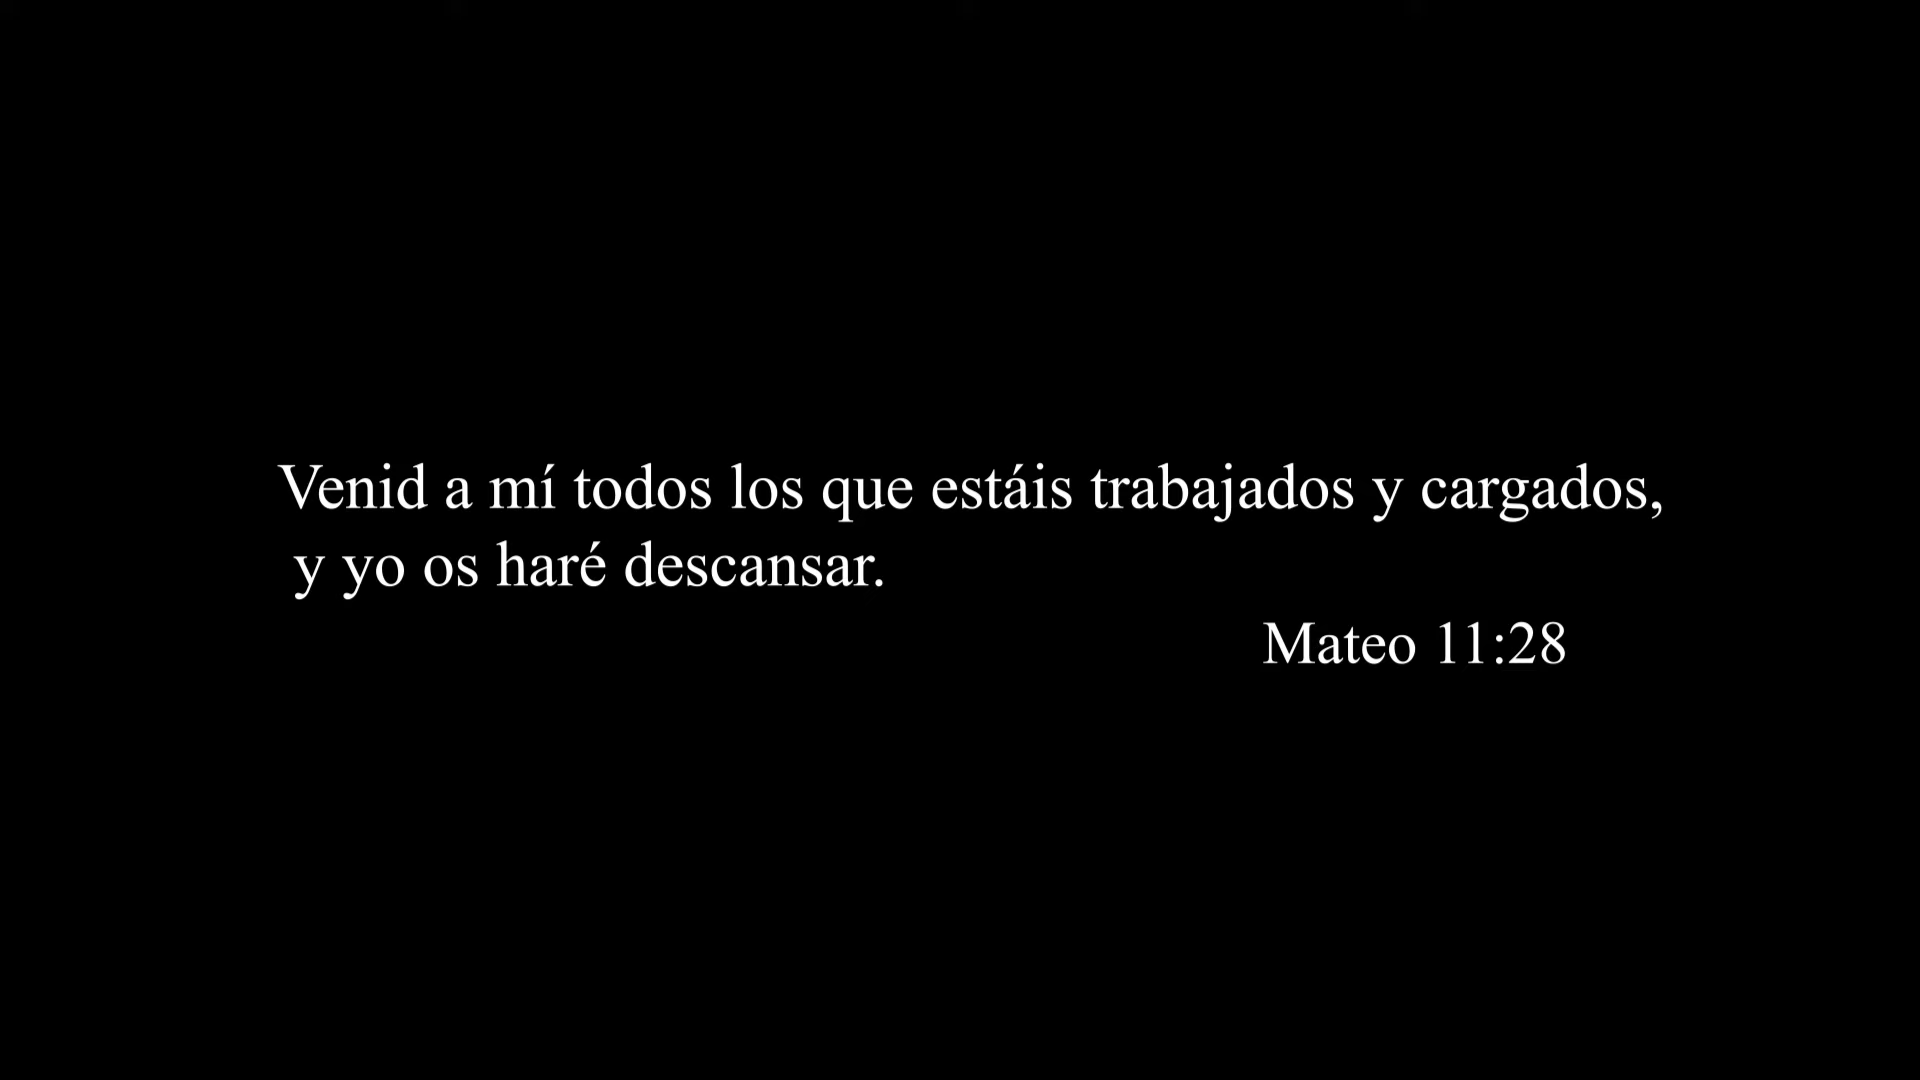 Venid a mí todos los que estáis trabajados y cargados,
y yo os haré descansar.
Mateo 11:28